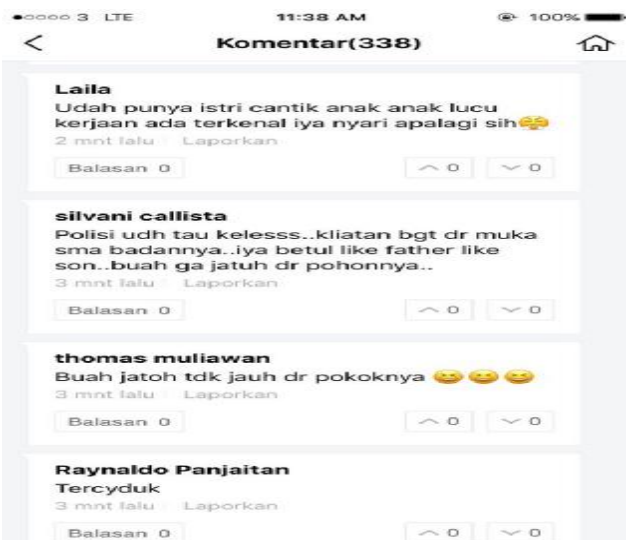 3 LTE 11:38 AM 100%
Komentar(338)
Laila
Udah punya istri cantik anak anak lucu
kerjaan ada terkenal iya nyari apalagi sih😤
2 mnt lalu Laporkan
Balasan 0 0 0
silvani callista
Polisi udh tau kelesss..kliatan bgt dr muka
sma badannya..iya betul like father like
son..buah ga jatuh dr pohonnya..
3 mnt lalu Laporkan
Balasan 0 0 0
thomas muliawan
Buah jatoh tdk jauh dr pokoknya 😄 😄 😄
3 mnt lalu Laporkan
Balasan 0 0 0
Raynaldo Panjaitan
Tercyduk
3 mnt lalu Laporkan
Balasan 0 0 0